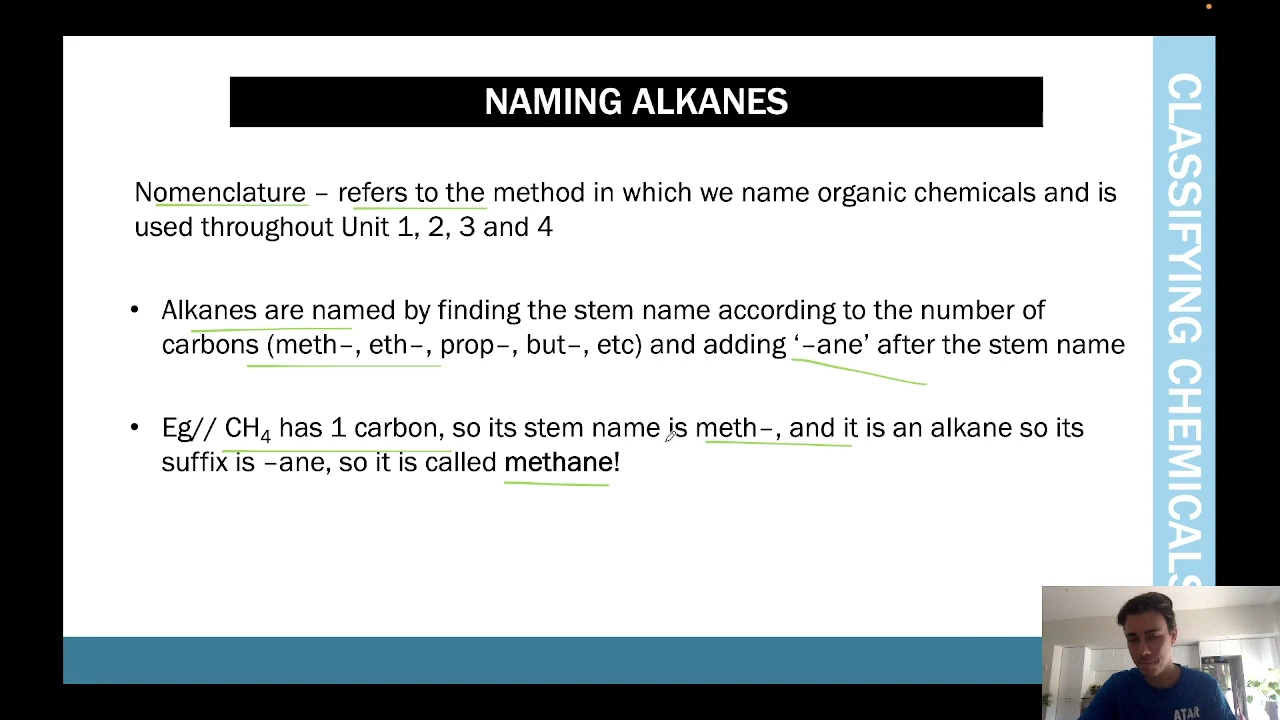 NAMING ALKANES
Nomenclature – refers to the method in which we name organic chemicals and is
used throughout Unit 1, 2, 3 and 4
• Alkanes are named by finding the stem name according to the number of
carbons (meth–, eth–, prop–, but–, etc) and adding ‘–ane’ after the stem name
• Eg// CH₄ has 1 carbon, so its stem name is meth–, and it is an alkane so its
suffix is –ane, so it is called methane!
CLASSIFYING CHEMICALS
ATAR